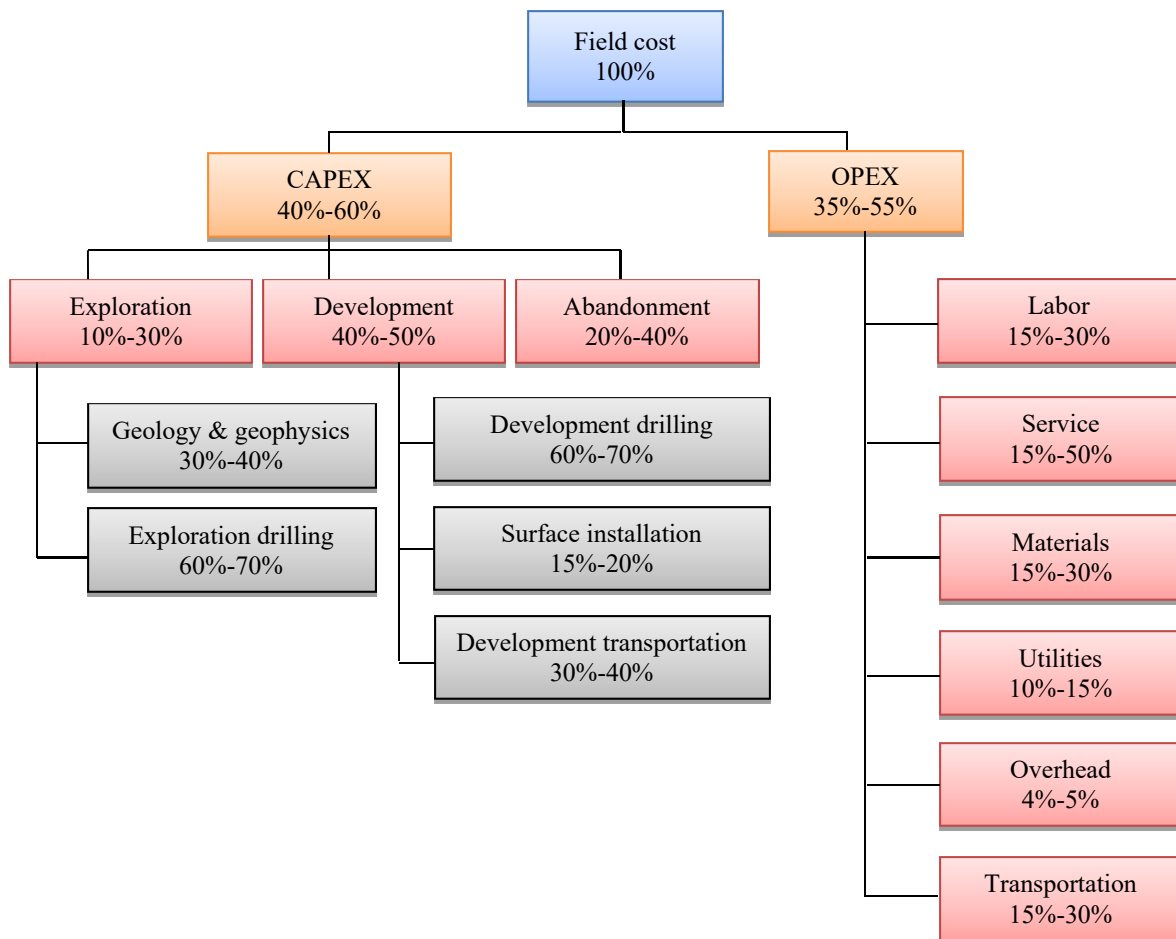 Field cost
100%
CAPEX
40%-60%
OPEX
35%-55%
Exploration
10%-30%
Development
40%-50%
Abandonment
20%-40%
Geology & geophysics
30%-40%
Exploration drilling
60%-70%
Development drilling
60%-70%
Surface installation
15%-20%
Development transportation
30%-40%
Labor
15%-30%
Service
15%-50%
Materials
15%-30%
Utilities
10%-15%
Overhead
4%-5%
Transportation
15%-30%